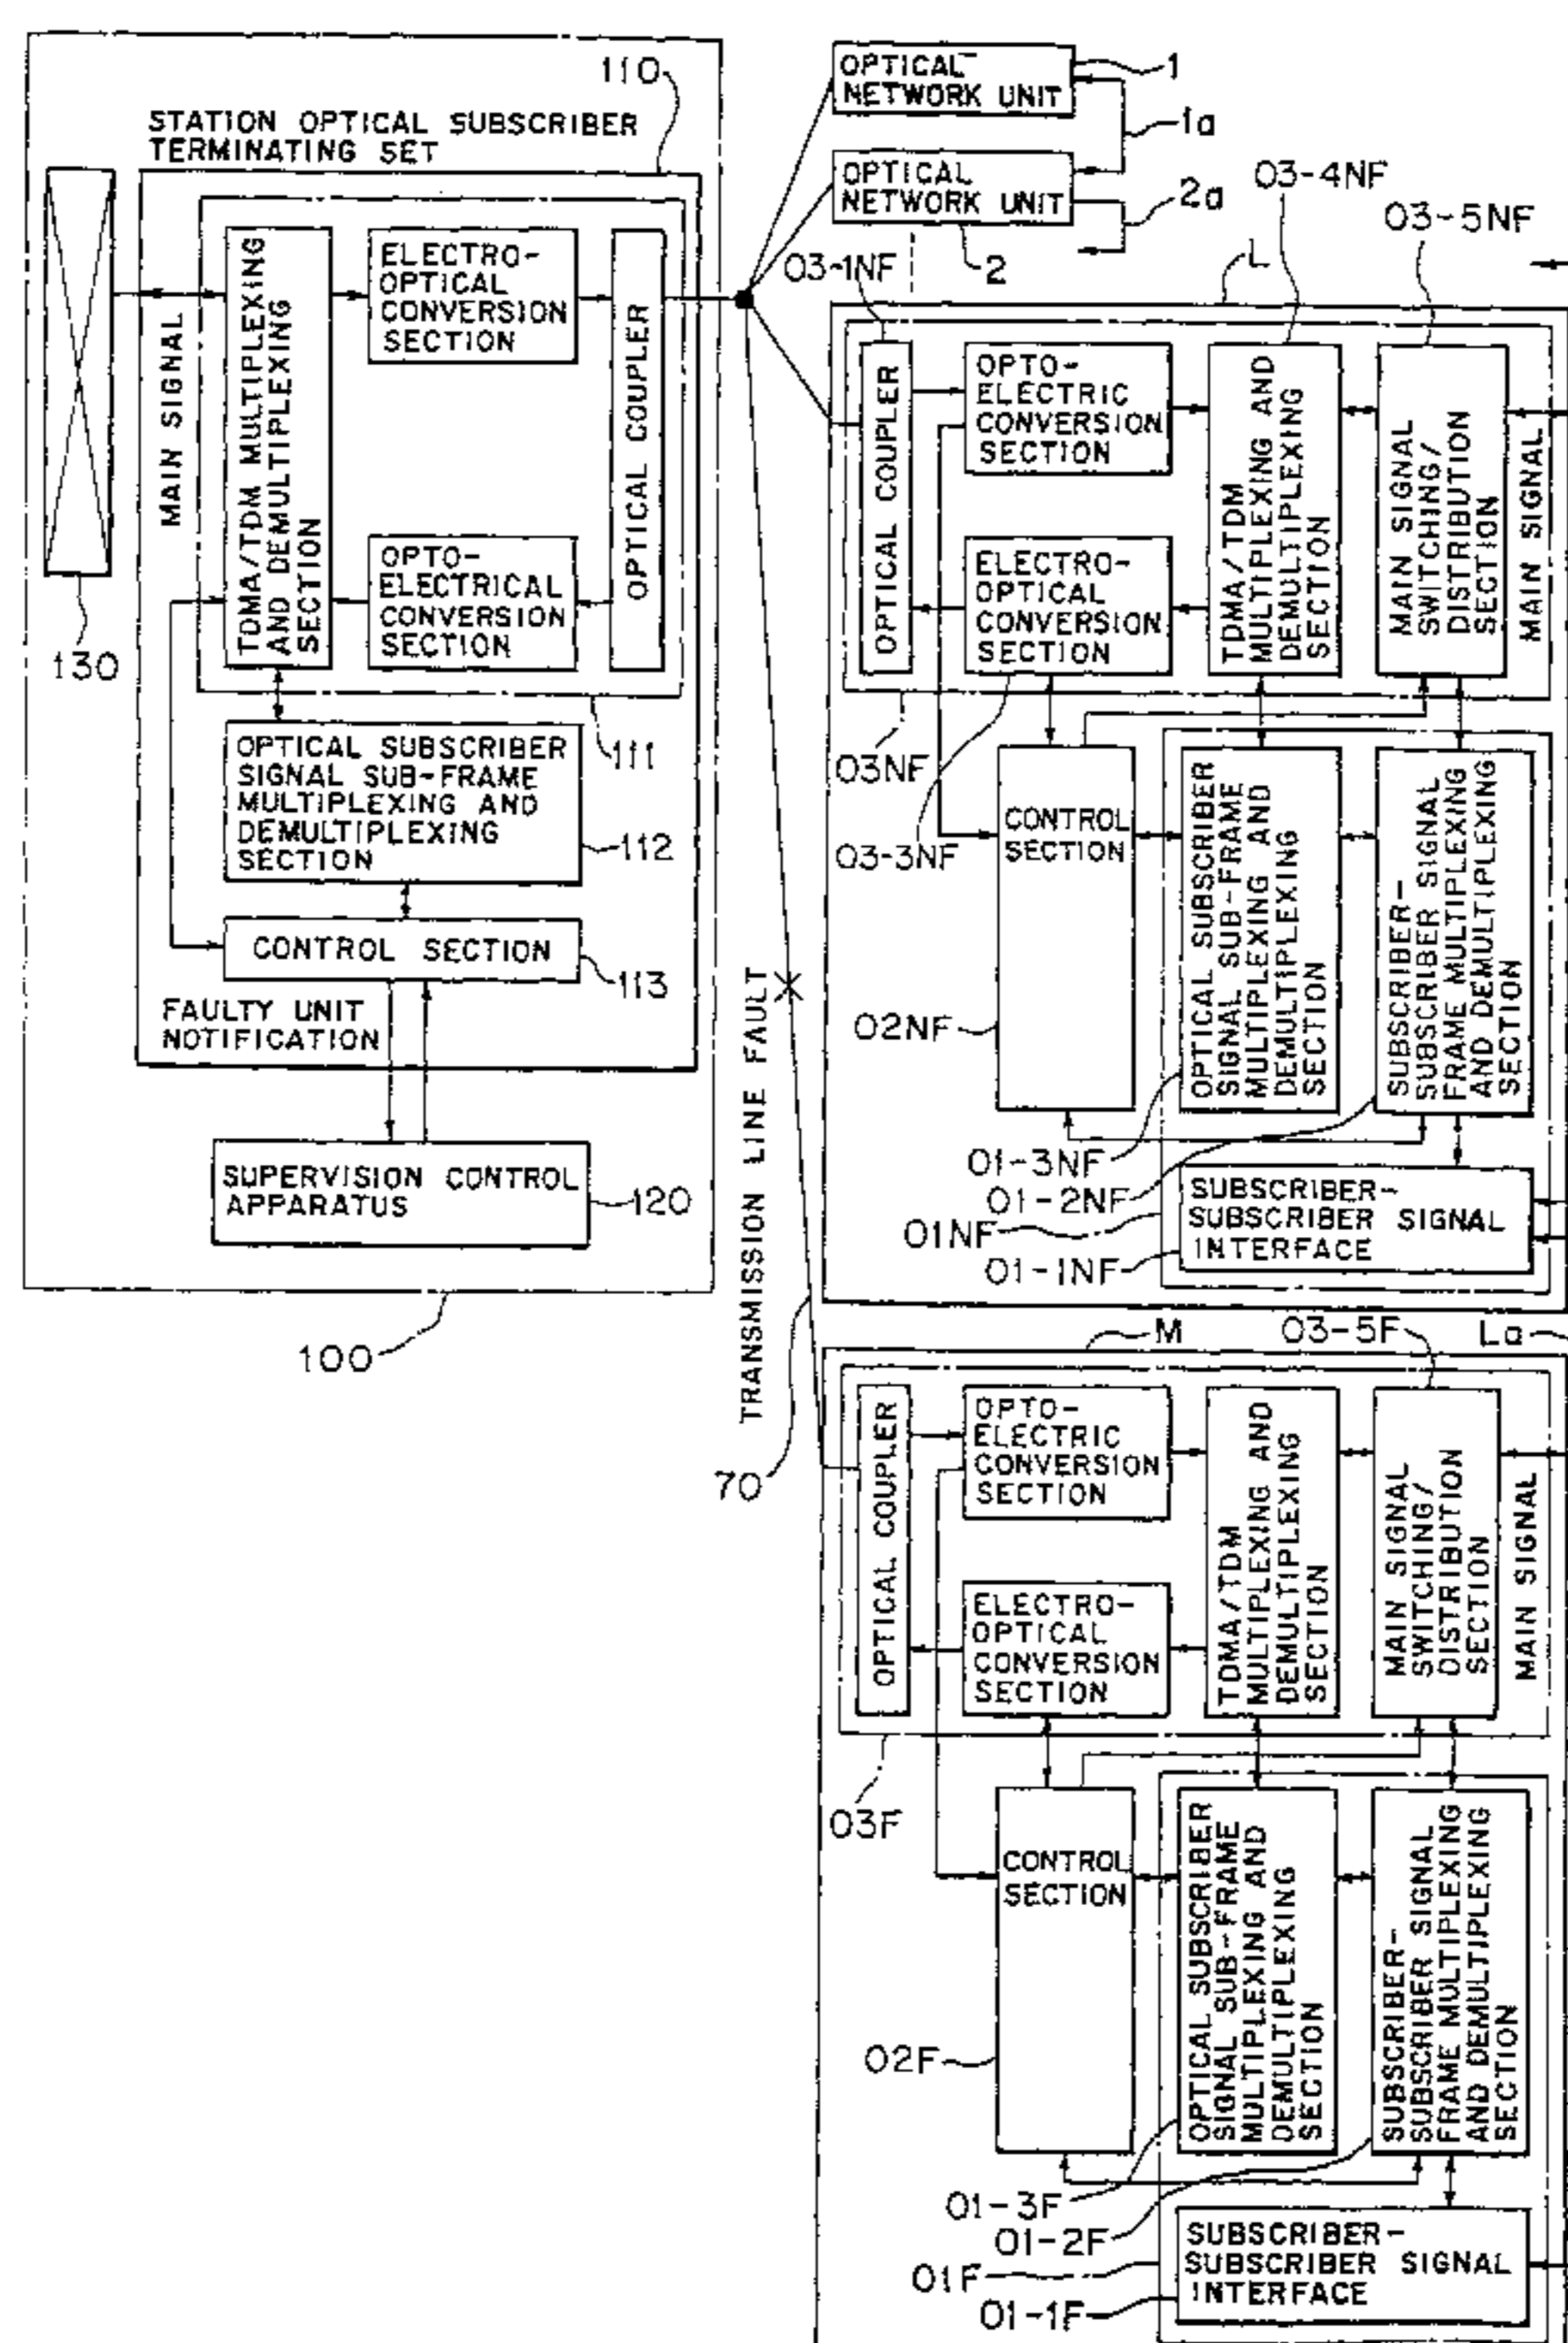 110
STATION OPTICAL SUBSCRIBER
TERMINATING SET
MAIN SIGNAL
TDMA/TDM MULTIPLEXING
AND DEMULTIPLEXING
SECTION
ELECTRO-
OPTICAL
CONVERSION
SECTION
OPTO-
ELECTRICAL
CONVERSION
SECTION
OPTICAL COUPLER
130
111
OPTICAL SUBSCRIBER
SIGNAL SUB-FRAME
MULTIPLEXING AND
DEMULTIPLEXING
SECTION
112
CONTROL SECTION
113
FAULTY UNIT
NOTIFICATION
SUPERVISION CONTROL
APPARATUS
120
100
OPTICAL
NETWORK UNIT
1
1a
OPTICAL
NETWORK UNIT
2
2a
TRANSMISSION LINE FAULT
70
L
03-1NF
03-4NF
03-5NF
OPTICAL COUPLER
OPTO-
ELECTRIC
CONVERSION
SECTION
ELECTRO-
OPTICAL
CONVERSION
SECTION
TDMA/TDM
MULTIPLEXING AND
DEMULTIPLEXING
SECTION
MAIN SIGNAL
SWITCHING/
DISTRIBUTION
SECTION
MAIN SIGNAL
03NF
03-3NF
CONTROL
SECTION
OPTICAL SUBSCRIBER
SIGNAL SUB-FRAME
MULTIPLEXING AND
DEMULTIPLEXING
SECTION
SUBSCRIBER-
SUBSCRIBER SIGNAL
FRAME MULTIPLEXING
AND DEMULTIPLEXING
SECTION
02NF
01-3NF
01-2NF
01NF
01-1NF
SUBSCRIBER-
SUBSCRIBER SIGNAL
INTERFACE
M
03-5F
La
OPTICAL COUPLER
OPTO-
ELECTRIC
CONVERSION
SECTION
ELECTRO-
OPTICAL
CONVERSION
SECTION
TDMA/TDM
MULTIPLEXING AND
DEMULTIPLEXING
SECTION
MAIN SIGNAL
SWITCHING/
DISTRIBUTION
SECTION
MAIN SIGNAL
03F
CONTROL
SECTION
OPTICAL SUBSCRIBER
SIGNAL SUB-FRAME
MULTIPLEXING AND
DEMULTIPLEXING
SECTION
SUBSCRIBER-
SUBSCRIBER SIGNAL
FRAME MULTIPLEXING
AND DEMULTIPLEXING
SECTION
02F
01-3F
01-2F
01F
01-1F
SUBSCRIBER-
SUBSCRIBER SIGNAL
INTERFACE